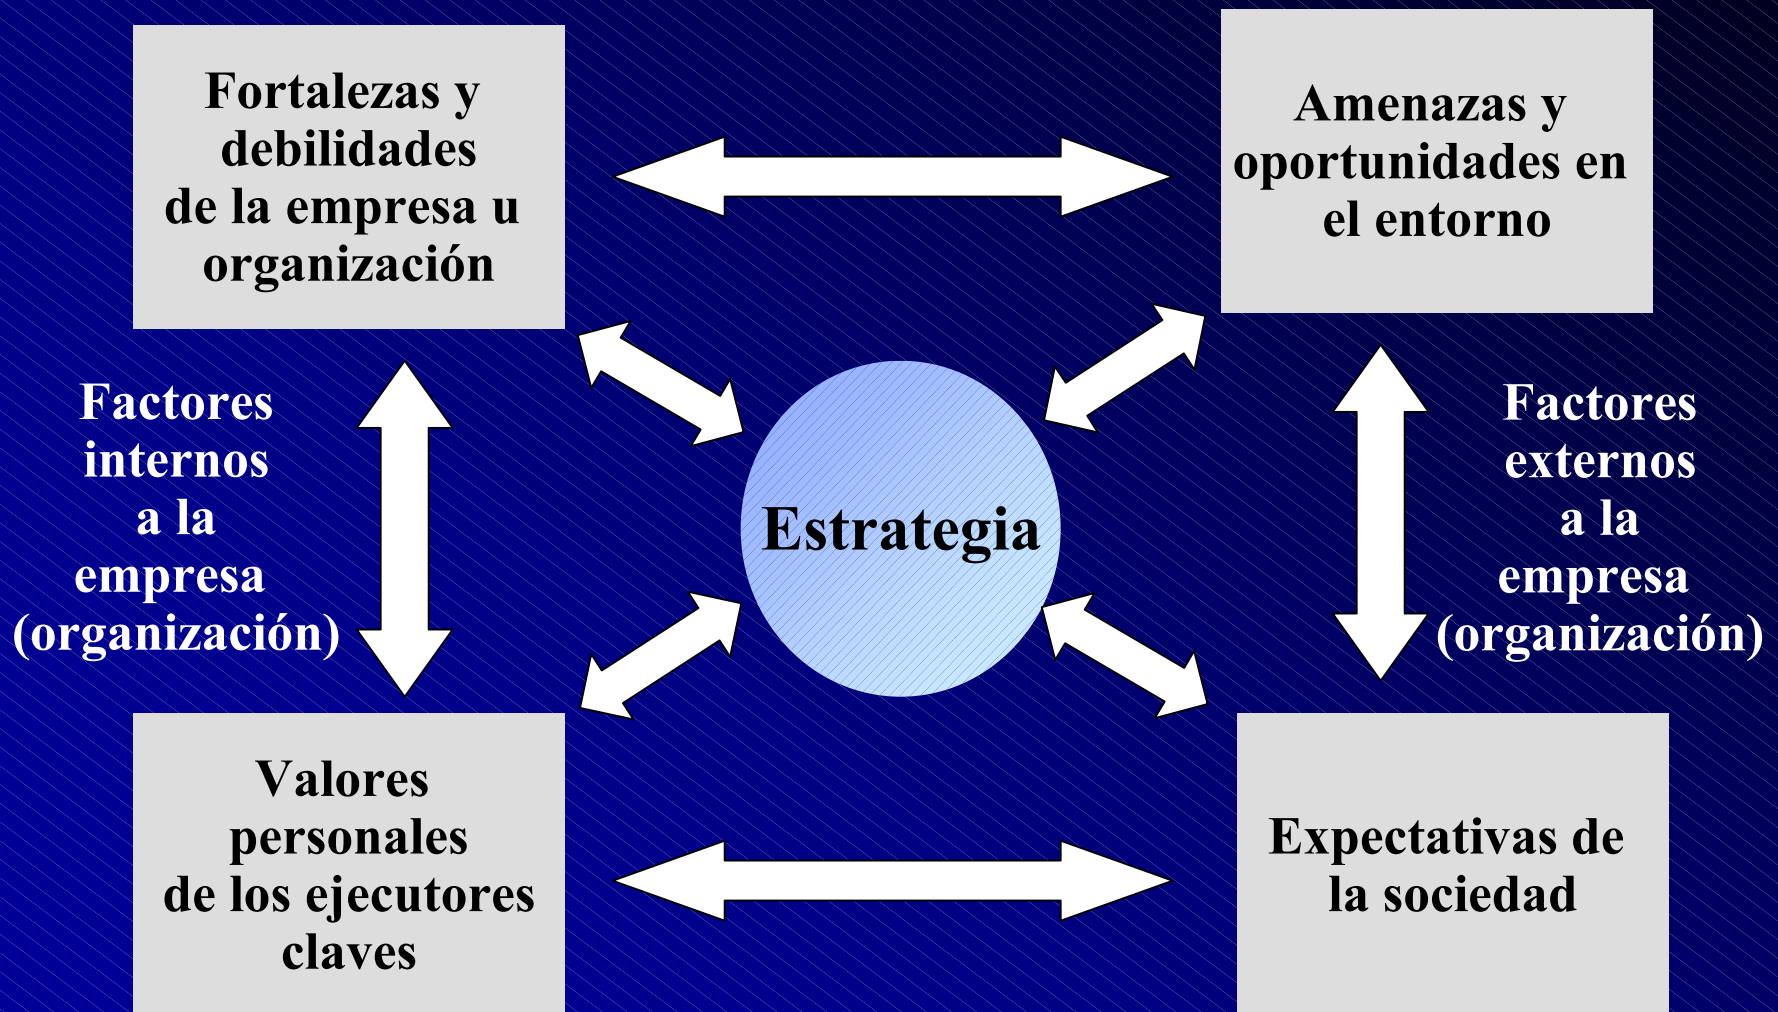 Fortalezas y
debilidades
de la empresa u
organización
Amenazas y
oportunidades en
el entorno
Factores
internos
a la
empresa
(organización)
Estrategia
Factores
externos
a la
empresa
(organización)
Valores
personales
de los ejecutores
claves
Expectativas de
la sociedad